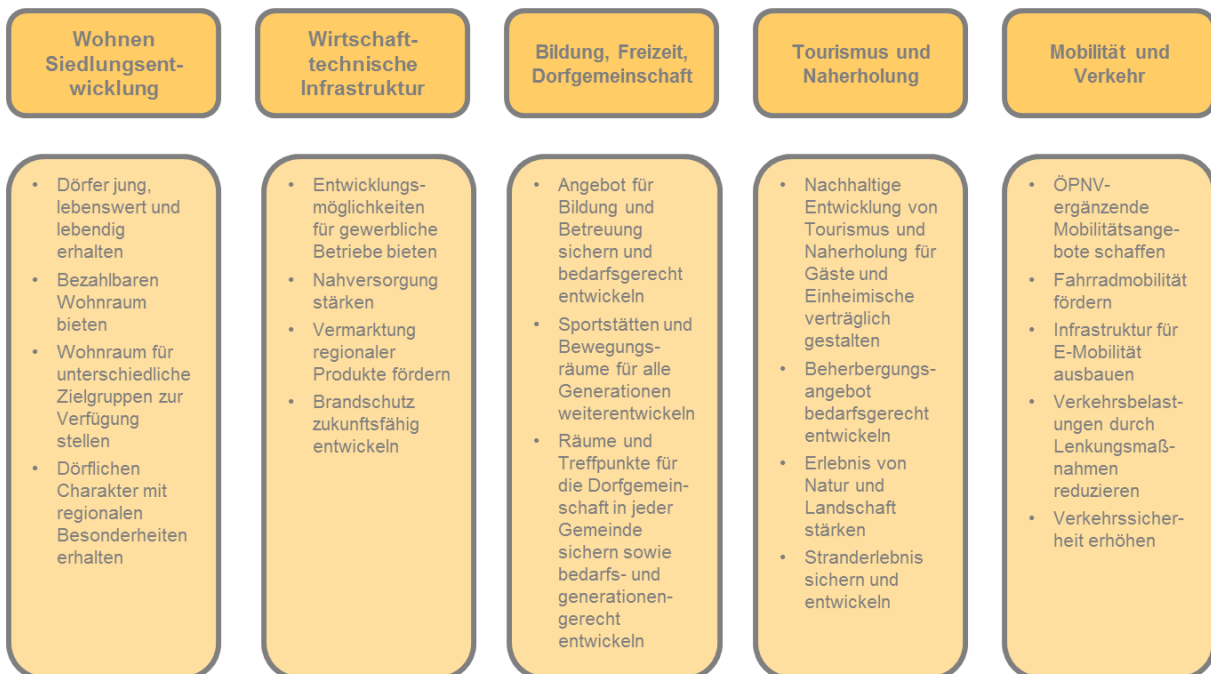 Wohnen
Siedlungsent-
wicklung
Wirtschaft-
technische
Infrastruktur
Bildung, Freizeit,
Dorfgemeinschaft
Tourismus und
Naherholung
Mobilität und
Verkehr
• Dörfer jung,
lebenswert und
lebendig
erhalten
• Bezahlbaren
Wohnraum
bieten
• Wohnraum für
unterschiedliche
Zielgruppen zur
Verfügung
stellen
• Dörflichen
Charakter mit
regionalen
Besonderheiten
erhalten
• Entwicklungs-
möglichkeiten
für gewerbliche
Betriebe bieten
• Nahversorgung
stärken
• Vermarktung
regionaler
Produkte fördern
• Brandschutz
zukunftsfähig
entwickeln
• Angebot für
Bildung und
Betreuung
sichern und
bedarfsgerecht
entwickeln
• Sportstätten und
Bewegungs-
räume für alle
Generationen
weiterentwickeln
• Räume und
Treffpunkte für
die Dorfgemein-
schaft in jeder
Gemeinde
sichern sowie
bedarfs- und
generationen-
gerecht
entwickeln
• Nachhaltige
Entwicklung von
Tourismus und
Naherholung für
Gäste und
Einheimische
verträglich
gestalten
• Beherbergungs-
angebot
bedarfsgerecht
entwickeln
• Erlebnis von
Natur und
Landschaft
stärken
• Stranderlebnis
sichern und
entwickeln
• ÖPNV-
ergänzende
Mobilitätsange-
bote schaffen
• Fahrradmobilität
fördern
• Infrastruktur für
E-Mobilität
ausbauen
• Verkehrsbelast-
ungen durch
Lenkungsmaß-
nahmen
reduzieren
• Verkehrssicher-
heit erhöhen